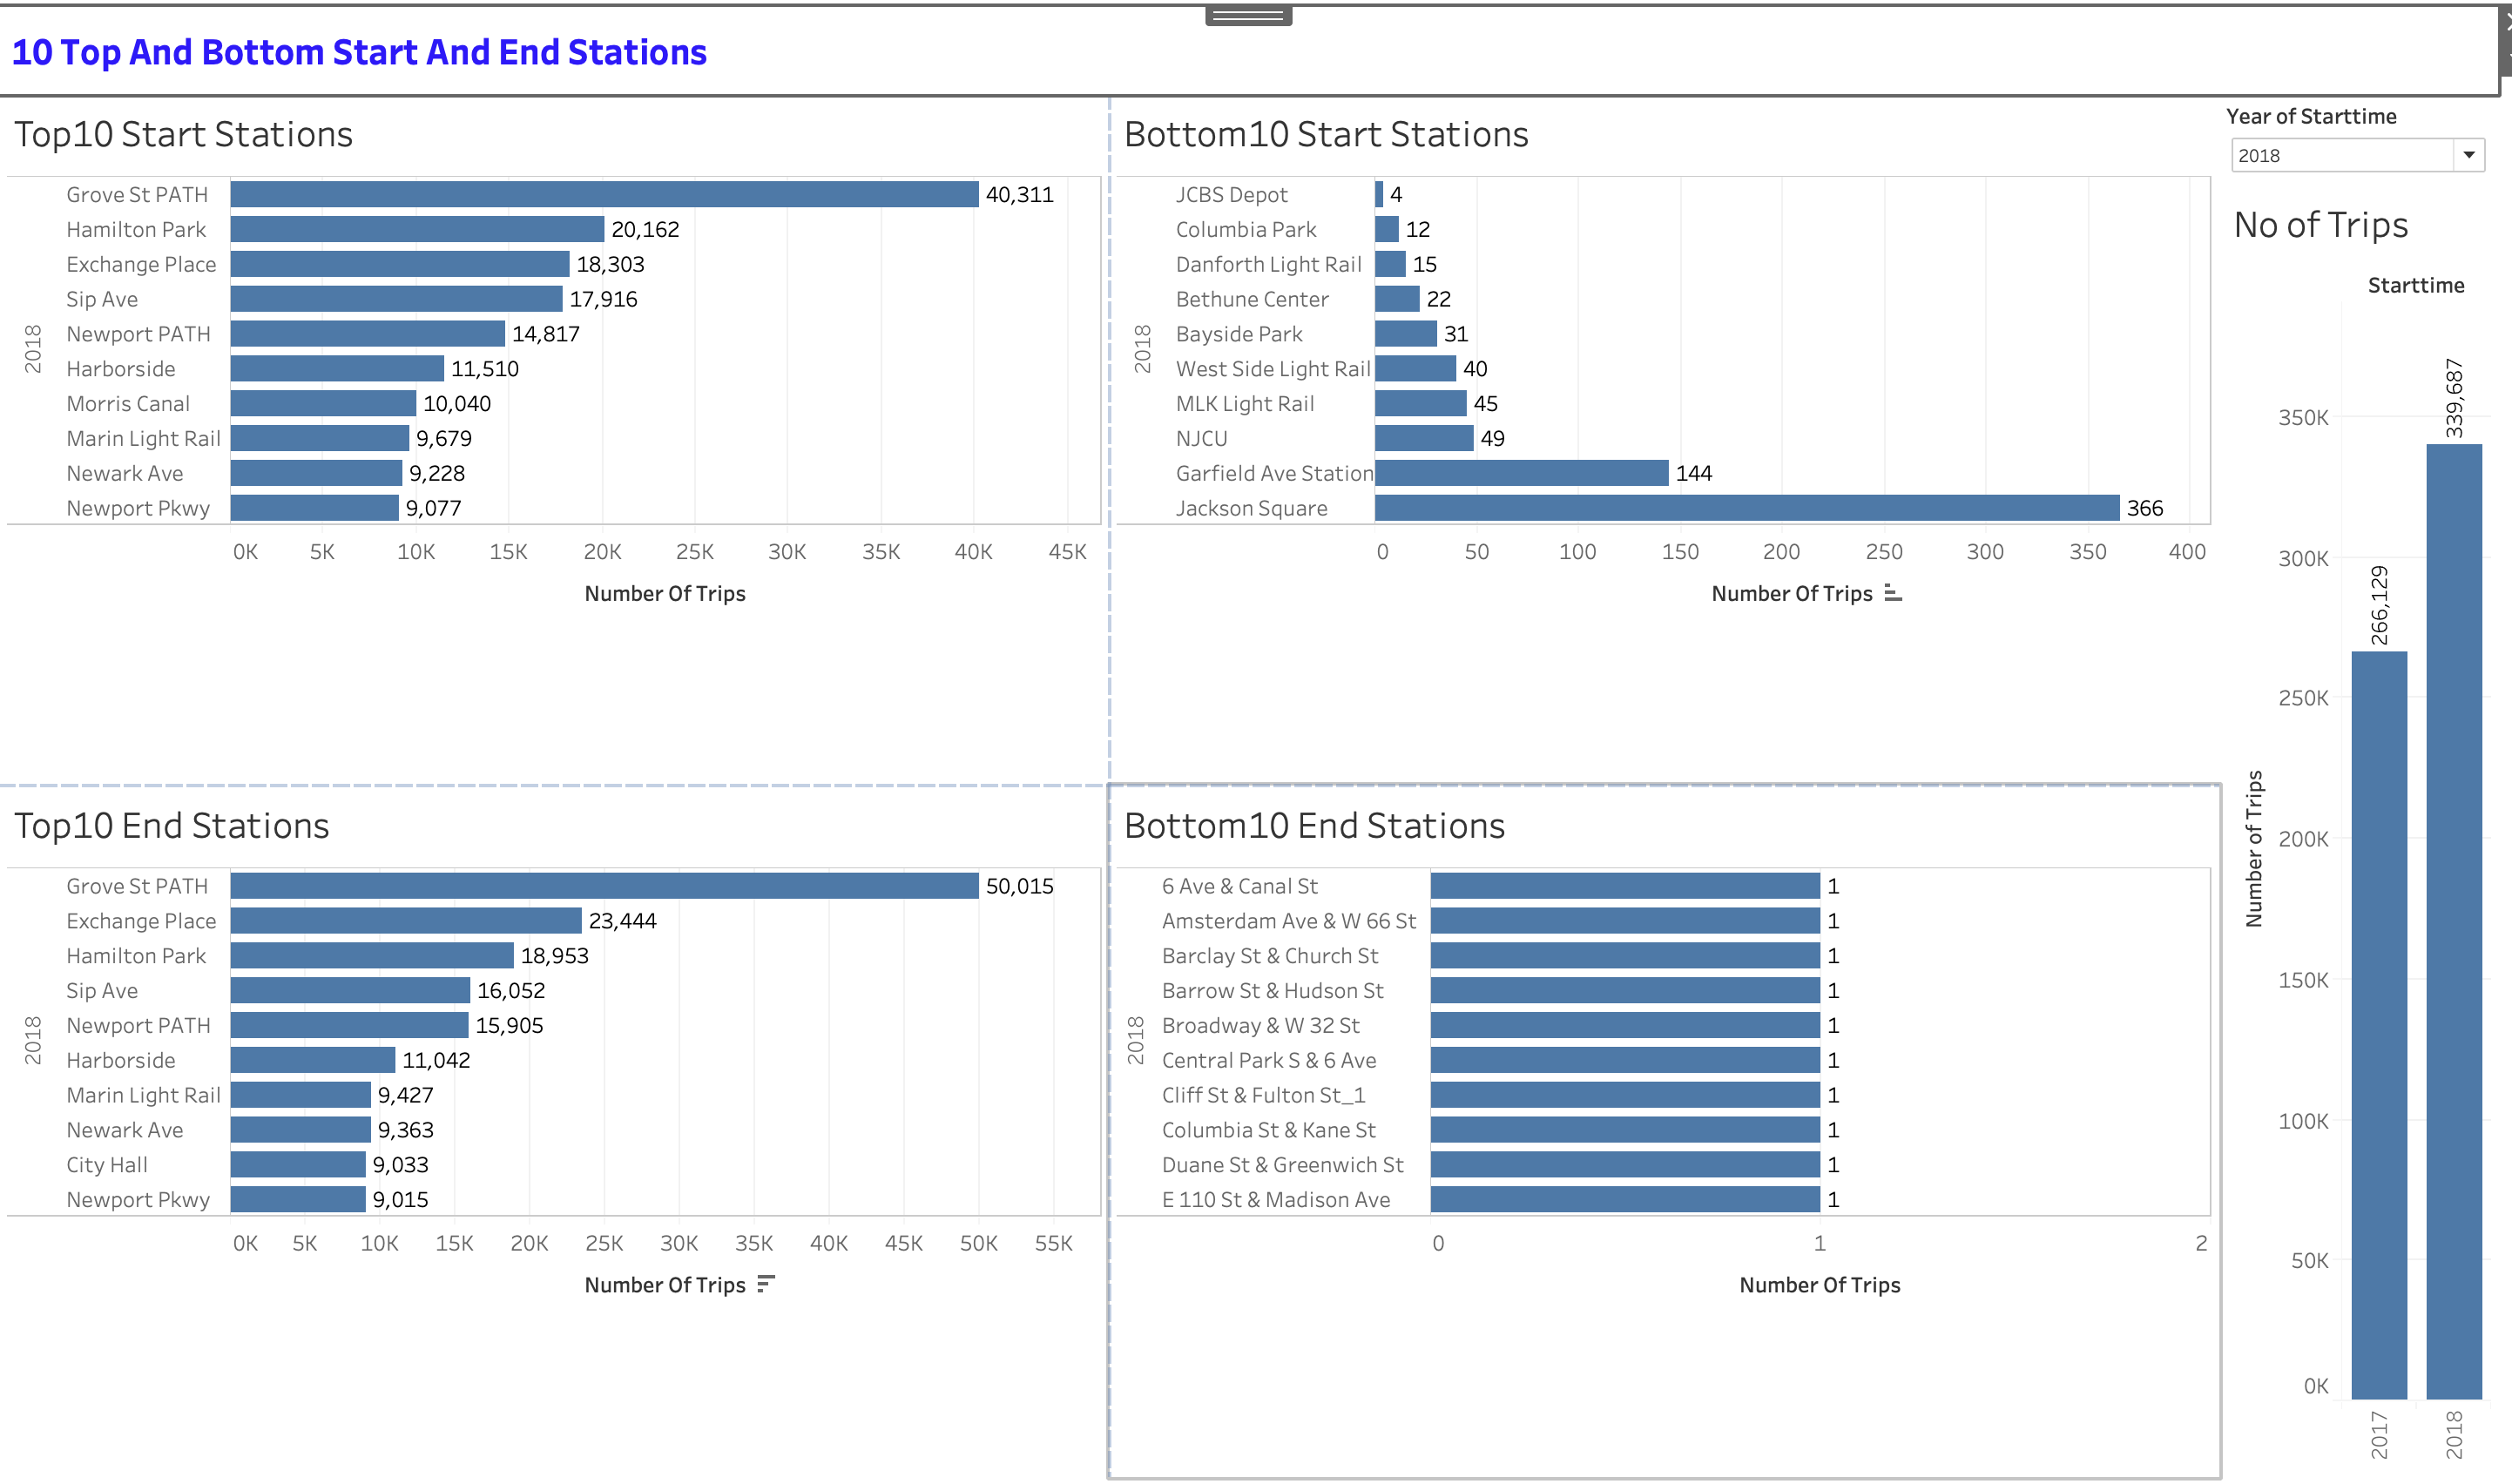 10 Top And Bottom Start And End Stations
Top10 Start Stations
2018
Grove St PATH 40,311
Hamilton Park 20,162
Exchange Place 18,303
Sip Ave 17,916
Newport PATH 14,817
Harborside 11,510
Morris Canal 10,040
Marin Light Rail 9,679
Newark Ave 9,228
Newport Pkwy 9,077
0K 5K 10K 15K 20K 25K 30K 35K 40K 45K
Number Of Trips
Bottom10 Start Stations
2018
JCBS Depot 4
Columbia Park 12
Danforth Light Rail 15
Bethune Center 22
Bayside Park 31
West Side Light Rail 40
MLK Light Rail 45
NJCU 49
Garfield Ave Station 144
Jackson Square 366
0 50 100 150 200 250 300 350 400
Number Of Trips
Top10 End Stations
2018
Grove St PATH 50,015
Exchange Place 23,444
Hamilton Park 18,953
Sip Ave 16,052
Newport PATH 15,905
Harborside 11,042
Marin Light Rail 9,427
Newark Ave 9,363
City Hall 9,033
Newport Pkwy 9,015
0K 5K 10K 15K 20K 25K 30K 35K 40K 45K 50K 55K
Number Of Trips
Bottom10 End Stations
2018
6 Ave & Canal St 1
Amsterdam Ave & W 66 St 1
Barclay St & Church St 1
Barrow St & Hudson St 1
Broadway & W 32 St 1
Central Park S & 6 Ave 1
Cliff St & Fulton St_1 1
Columbia St & Kane St 1
Duane St & Greenwich St 1
E 110 St & Madison Ave 1
0 1 2
Number Of Trips
Year of Starttime
2018
No of Trips
Starttime
Number of Trips
350K
300K
250K
200K
150K
100K
50K
0K
266,129
339,687
2017
2018